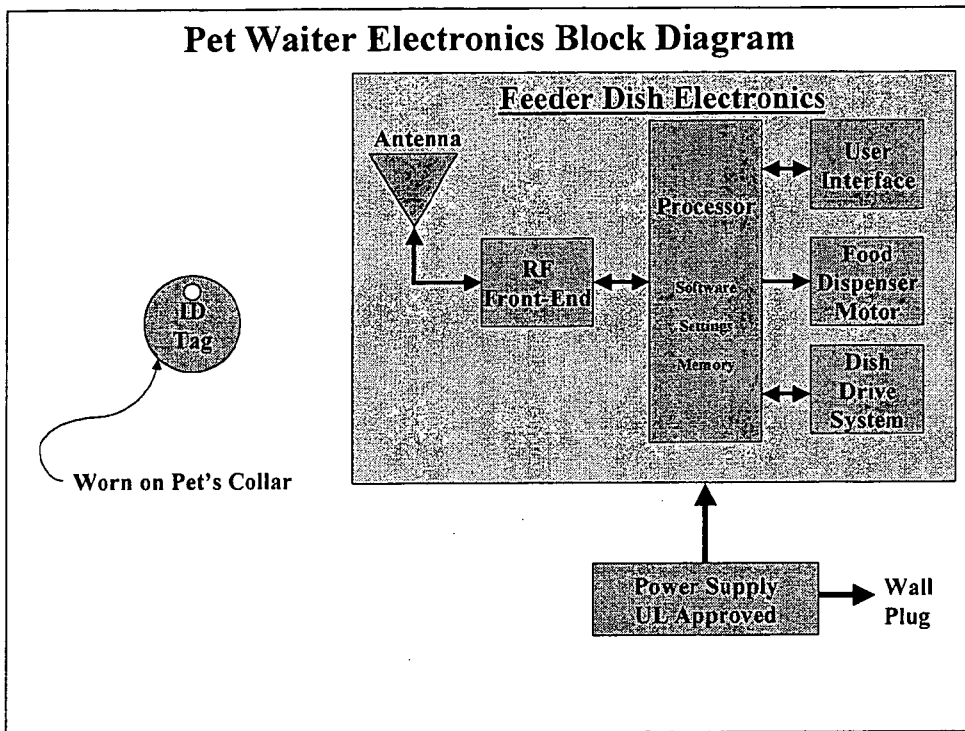 Pet Waiter Electronics Block Diagram
Feeder Dish Electronics
Antenna
RF
Front-End
Processor
Software
Settings
Memory
User
Interface
Food
Dispenser
Motor
Dish
Drive
System
ID
Tag
Worn on Pet's Collar
Power Supply
UL Approved
Wall
Plug